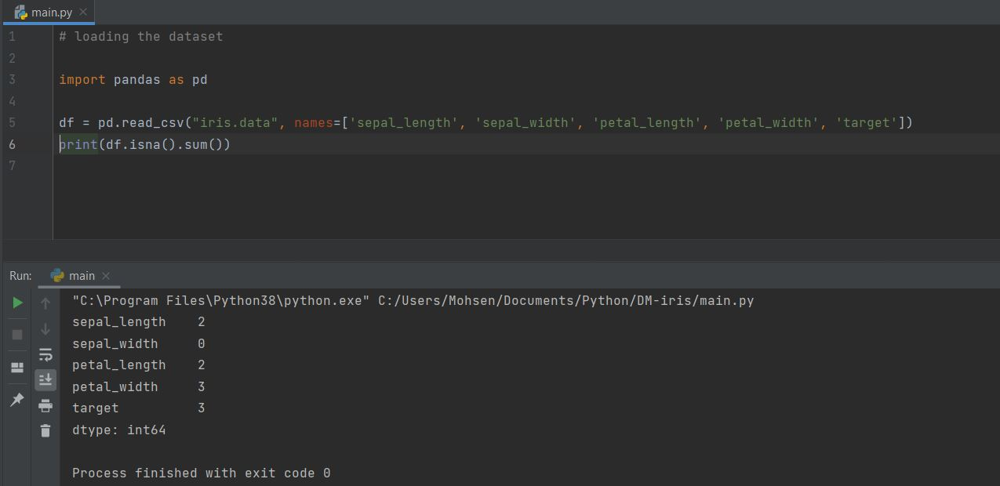 main.py
1 # loading the dataset
2
3 import pandas as pd
4
5 df = pd.read_csv("iris.data", names=['sepal_length', 'sepal_width', 'petal_length', 'petal_width', 'target'])
6 print(df.isna().sum())
7
Run: main
"C:\Program Files\Python38\python.exe" C:/Users/Mohsen/Documents/Python/DM-iris/main.py
sepal_length 2
sepal_width 0
petal_length 2
petal_width 3
target 3
dtype: int64
Process finished with exit code 0